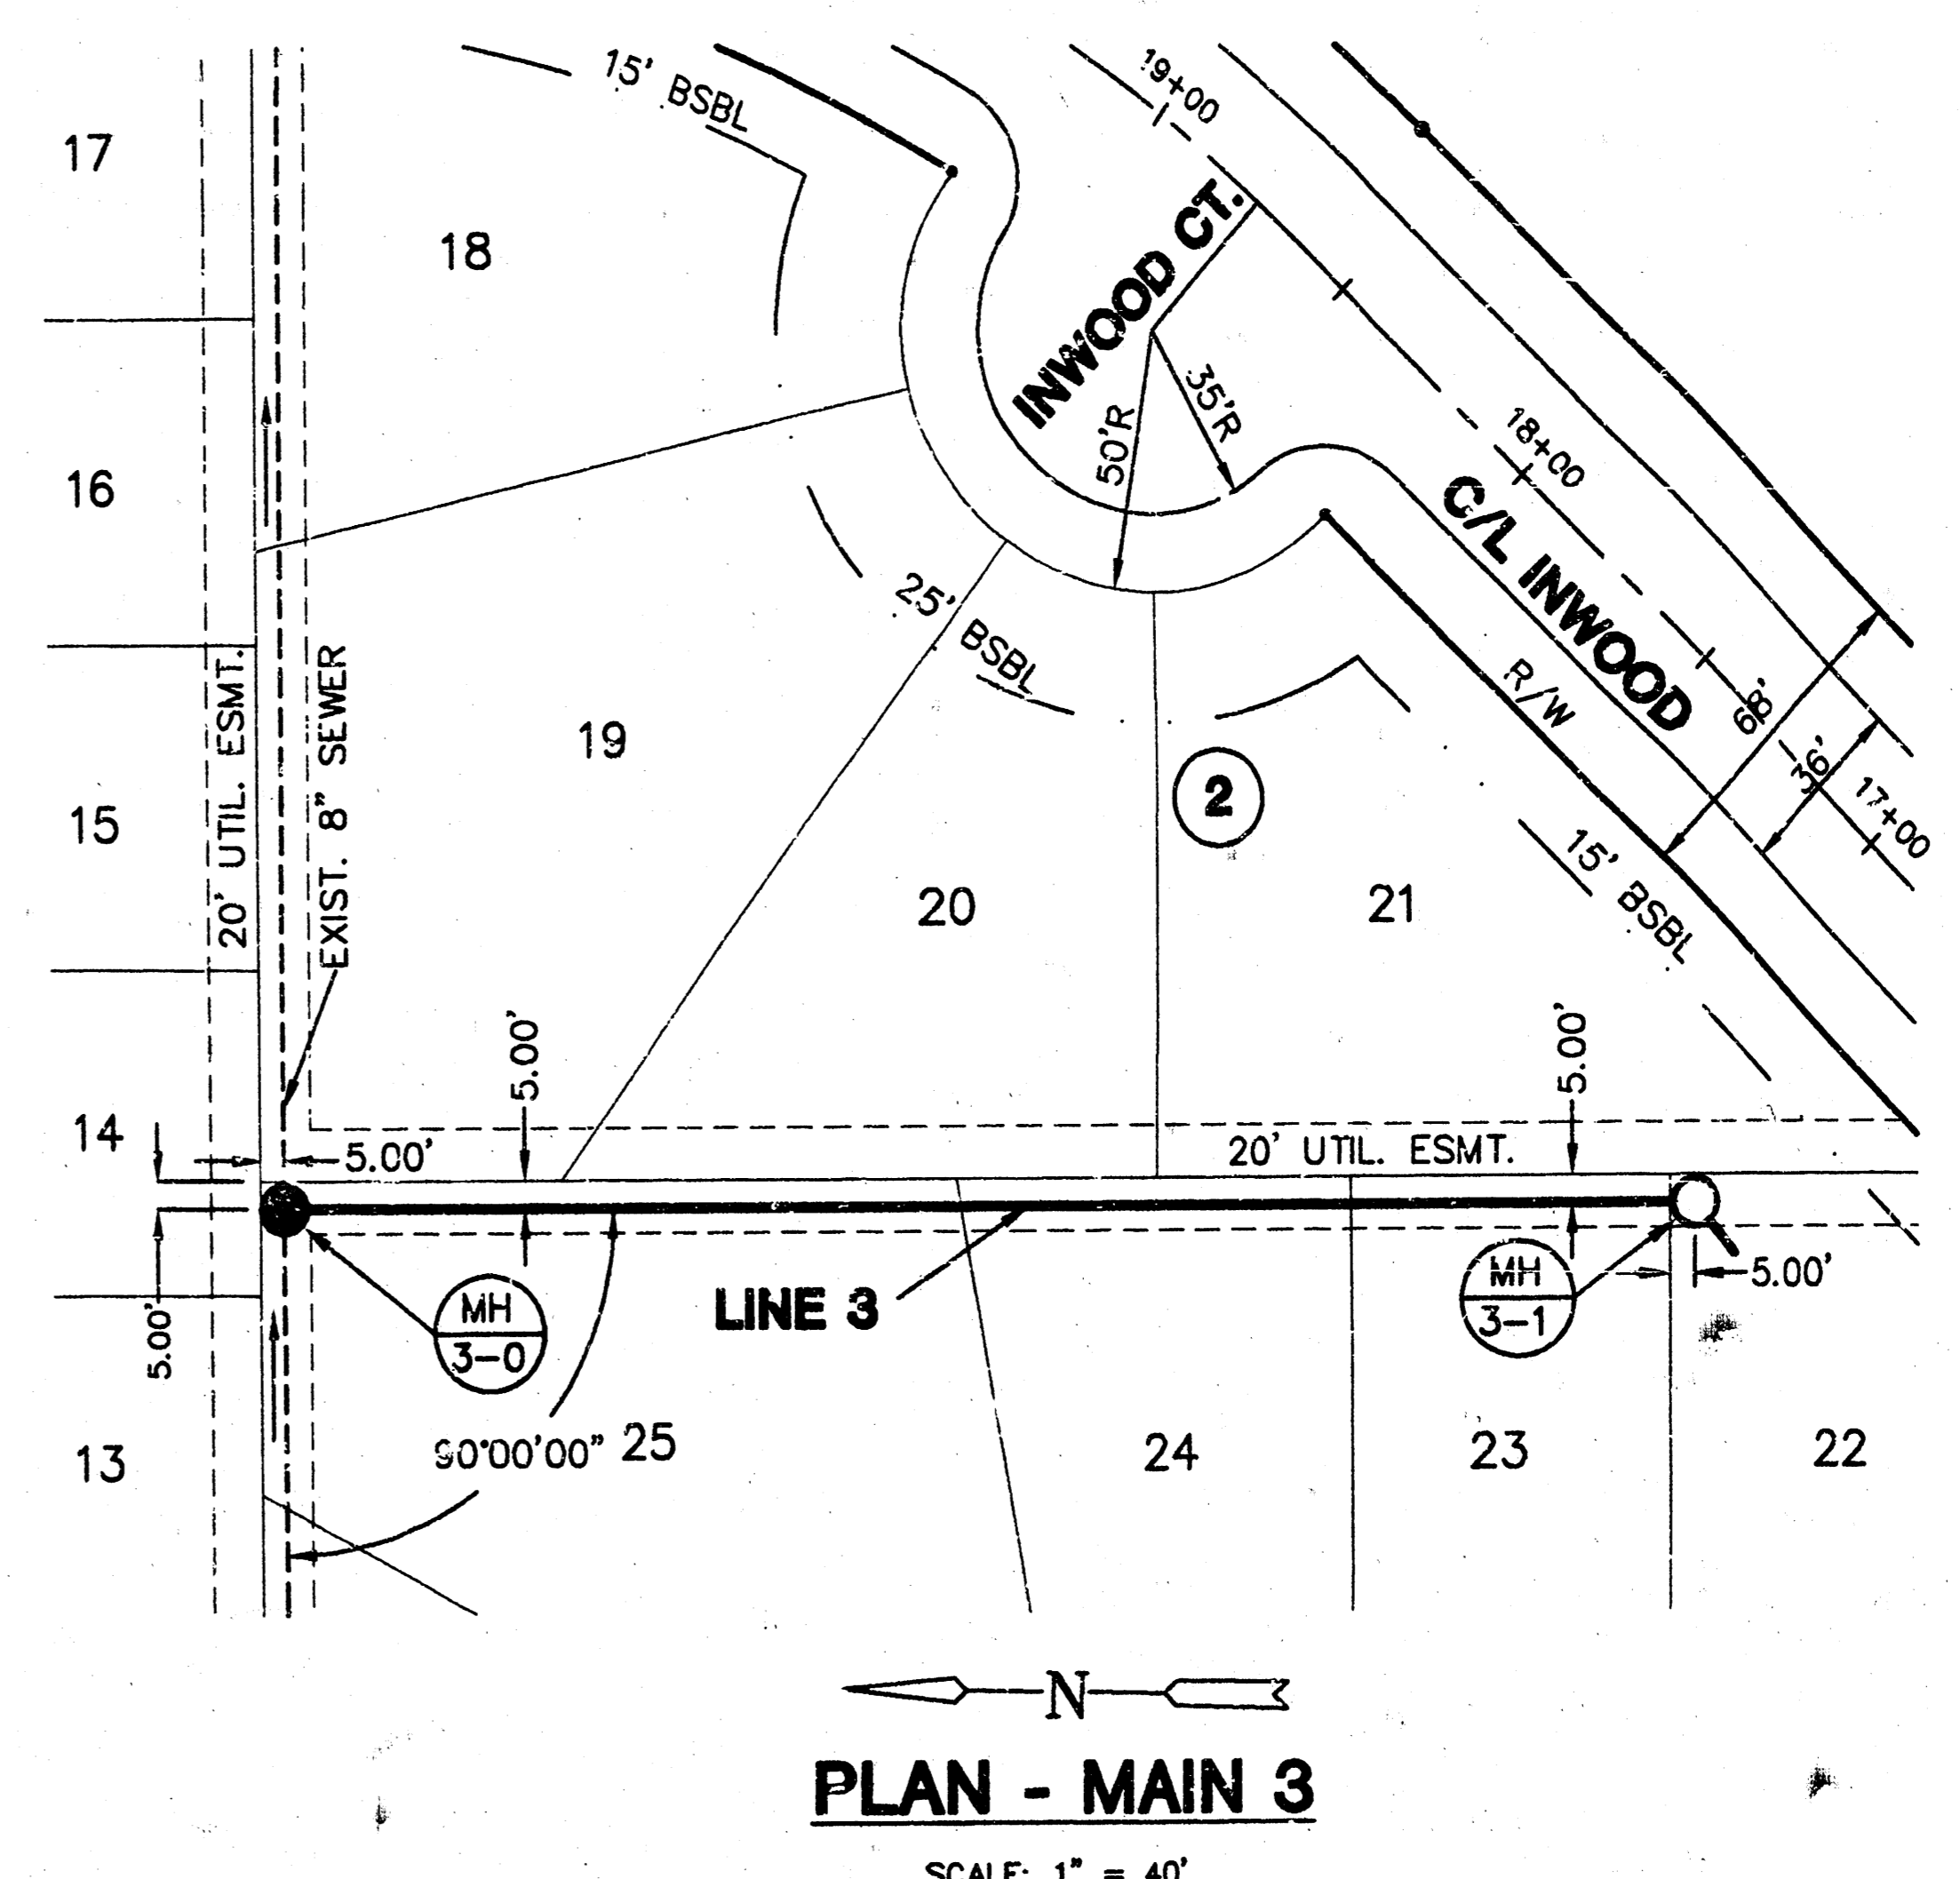 19+00
15' BSBL
17
18
INWOOD CT.
35'R
50'R
18+00
16
C/L INWOOD
25' BSBL
R/W
68'
36'
17+00
20' UTIL. ESMT.
EXIST. 8" SEWER
19
2
15
15' BSBL
20
21
5.00'
5.00'
14
5.00'
20' UTIL. ESMT.
5.00'
MH
3-0
LINE 3
MH
3-1
5.00'
13
90°00'00"
25
24
23
22
N
PLAN - MAIN 3
SCALE: 1" = 40'